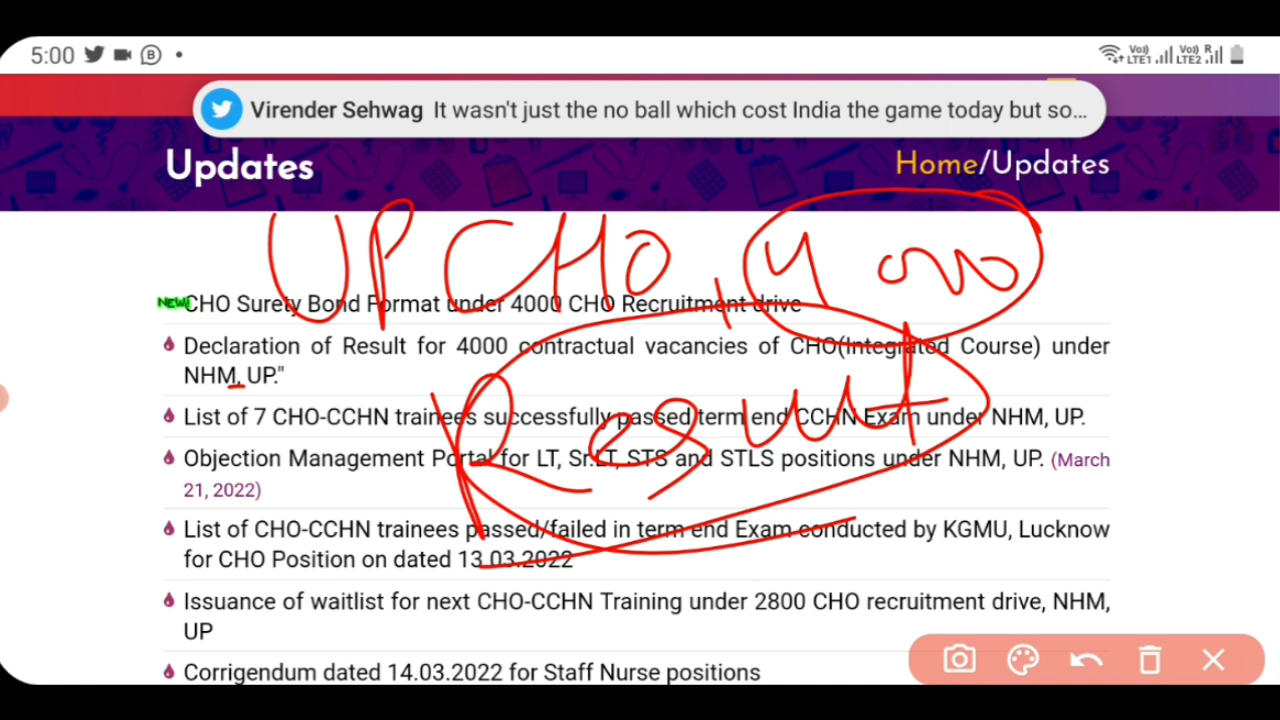 5:00
VoJ) LTE1 VoJ) LTE2 R
Virender Sehwag It wasn't just the no ball which cost India the game today but so...
Updates
Home/Updates
UP CHO, 4000
NEW! CHO Surety Bond Format under 4000 CHO Recruitment drive
Declaration of Result for 4000 contractual vacancies of CHO(Integrated Course) under
NHM, UP."
Result
List of 7 CHO-CCHN trainees successfully passed term end CCHN Exam under NHM, UP.
Objection Management Portal for LT, Sr.LT, STS and STLS positions under NHM, UP. (March
21, 2022)
List of CHO-CCHN trainees passed/failed in term end Exam conducted by KGMU, Lucknow
for CHO Position on dated 13.03.2022
Issuance of waitlist for next CHO-CCHN Training under 2800 CHO recruitment drive, NHM,
UP
Corrigendum dated 14.03.2022 for Staff Nurse positions